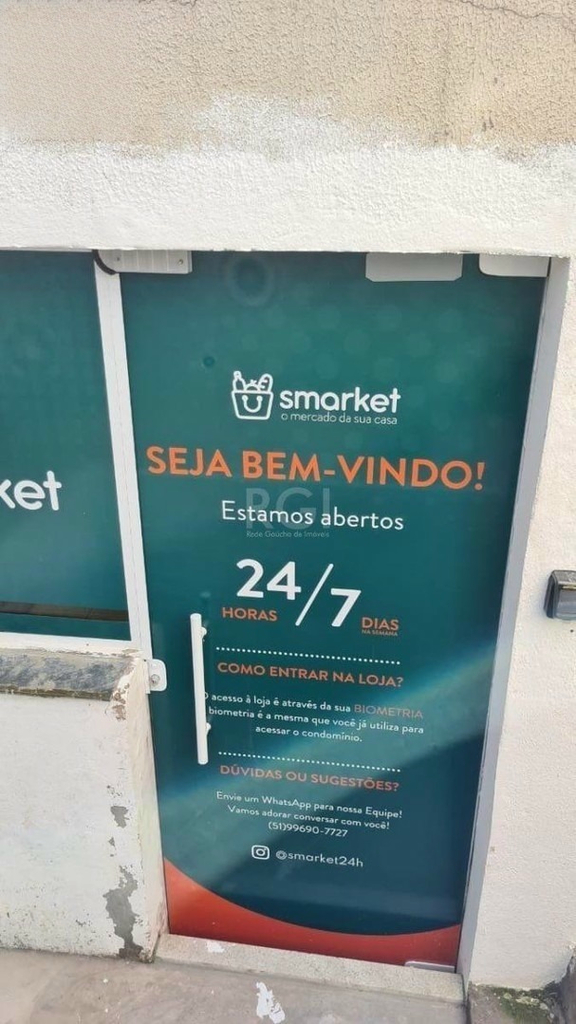 smarket
o mercado da sua casa
SEJA BEM-VINDO!
ket
Estamos abertos
RGI
Rede Gaúcha de Imóveis
24/7
HORAS
DIAS
NA SEMANA
COMO ENTRAR NA LOJA?
O acesso à loja é através da sua BIOMETRIA
biometria é a mesma que você já utiliza para
acessar o condomínio.
DÚVIDAS OU SUGESTÕES?
Envie um WhatsApp para nossa Equipe!
Vamos adorar conversar com você!
(51)99690-7727
@smarket24h